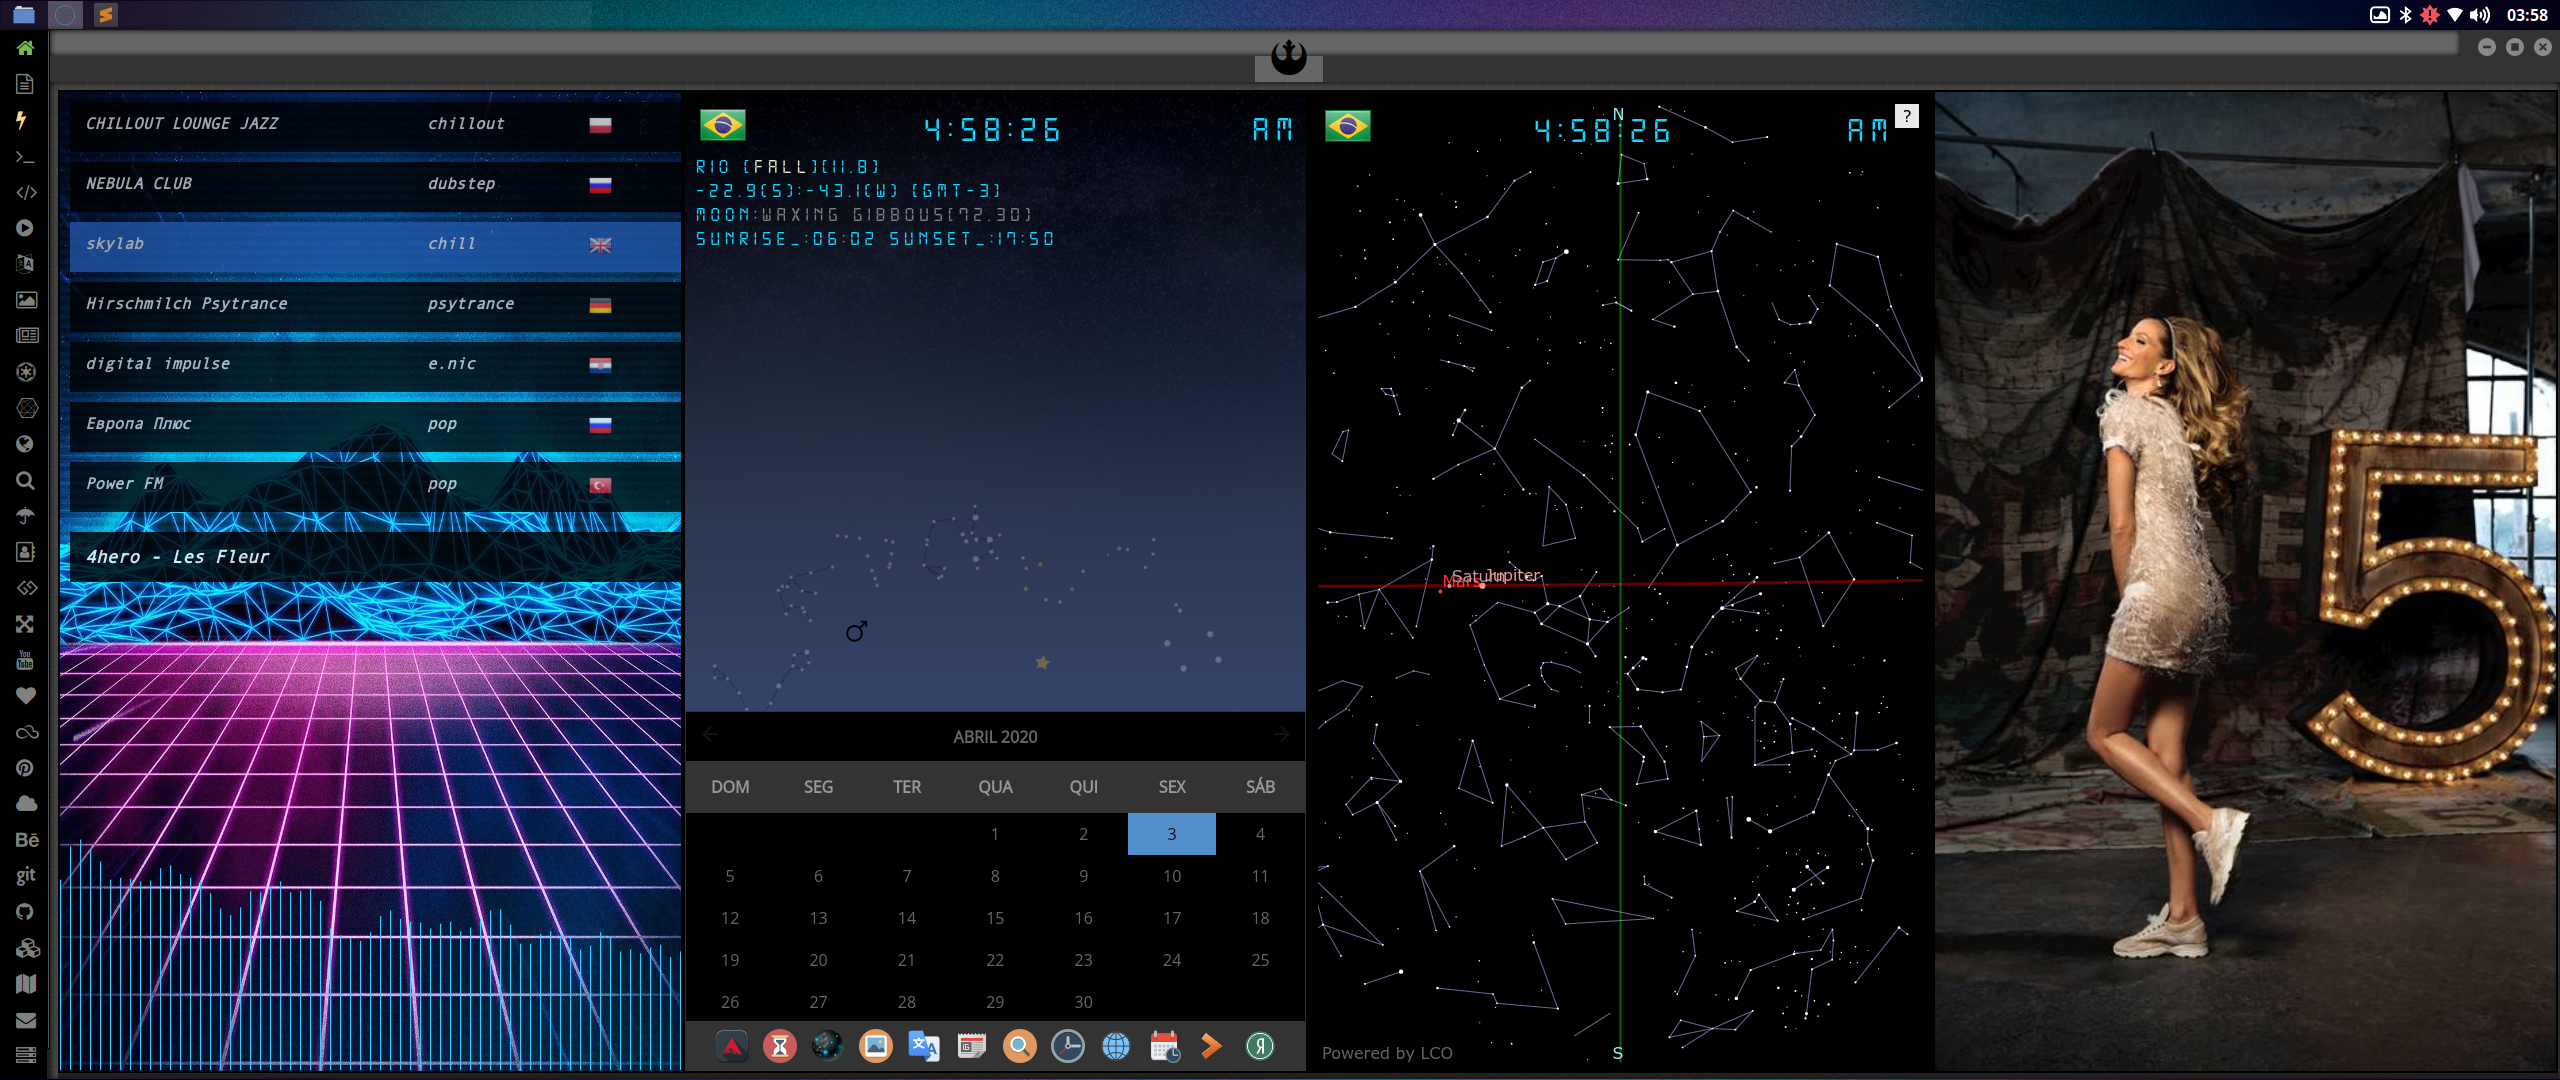 03:58
You
Tube
Bē
git
CHILLOUT LOUNGE JAZZ chillout
NEBULA CLUB dubstep
skylab chill
Hirschmilch Psytrance psytrance
digital impulse e.nic
Европа Плюс pop
Power FM pop
4hero - Les Fleur
4:58:26 AM
RIO [FALL][11.8]
-22.9(S):-43.1(W) [GMT-3]
MOON:WAXING GIBBOUS[72.30]
SUNRISE_:06:02 SUNSET_:17:50
ABRIL 2020
DOM SEG TER QUA QUI SEX SÁB
1 2 3 4
5 6 7 8 9 10 11
12 13 14 15 16 17 18
19 20 21 22 23 24 25
26 27 28 29 30
N
4:58:26 AM ?
Mars Saturn Jupiter
S
Powered by LCO
5